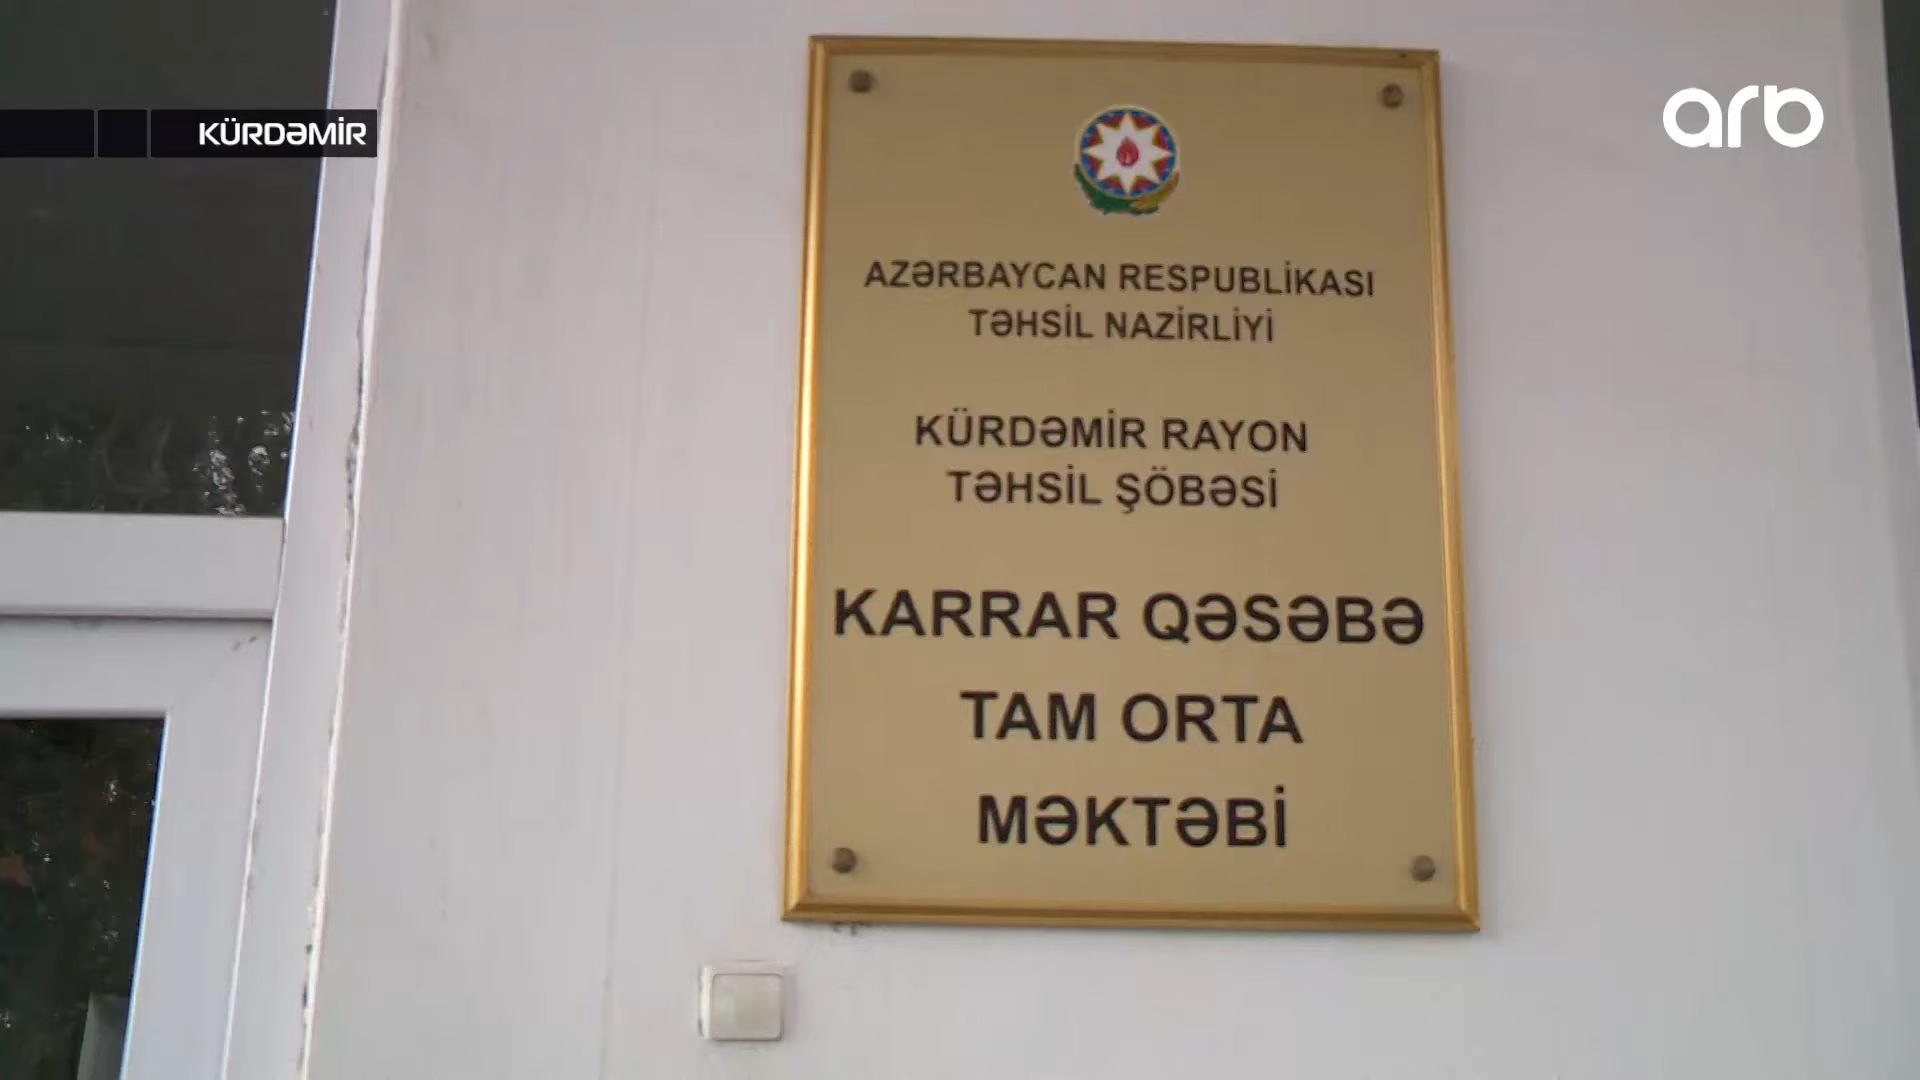 KÜRDƏMİR
arb
AZƏRBAYCAN RESPUBLİKASI
TƏHSİL NAZİRLİYİ
KÜRDƏMİR RAYON
TƏHSİL ŞÖBƏSİ
KARRAR QƏSƏBƏ
TAM ORTA
MƏKTƏBİ